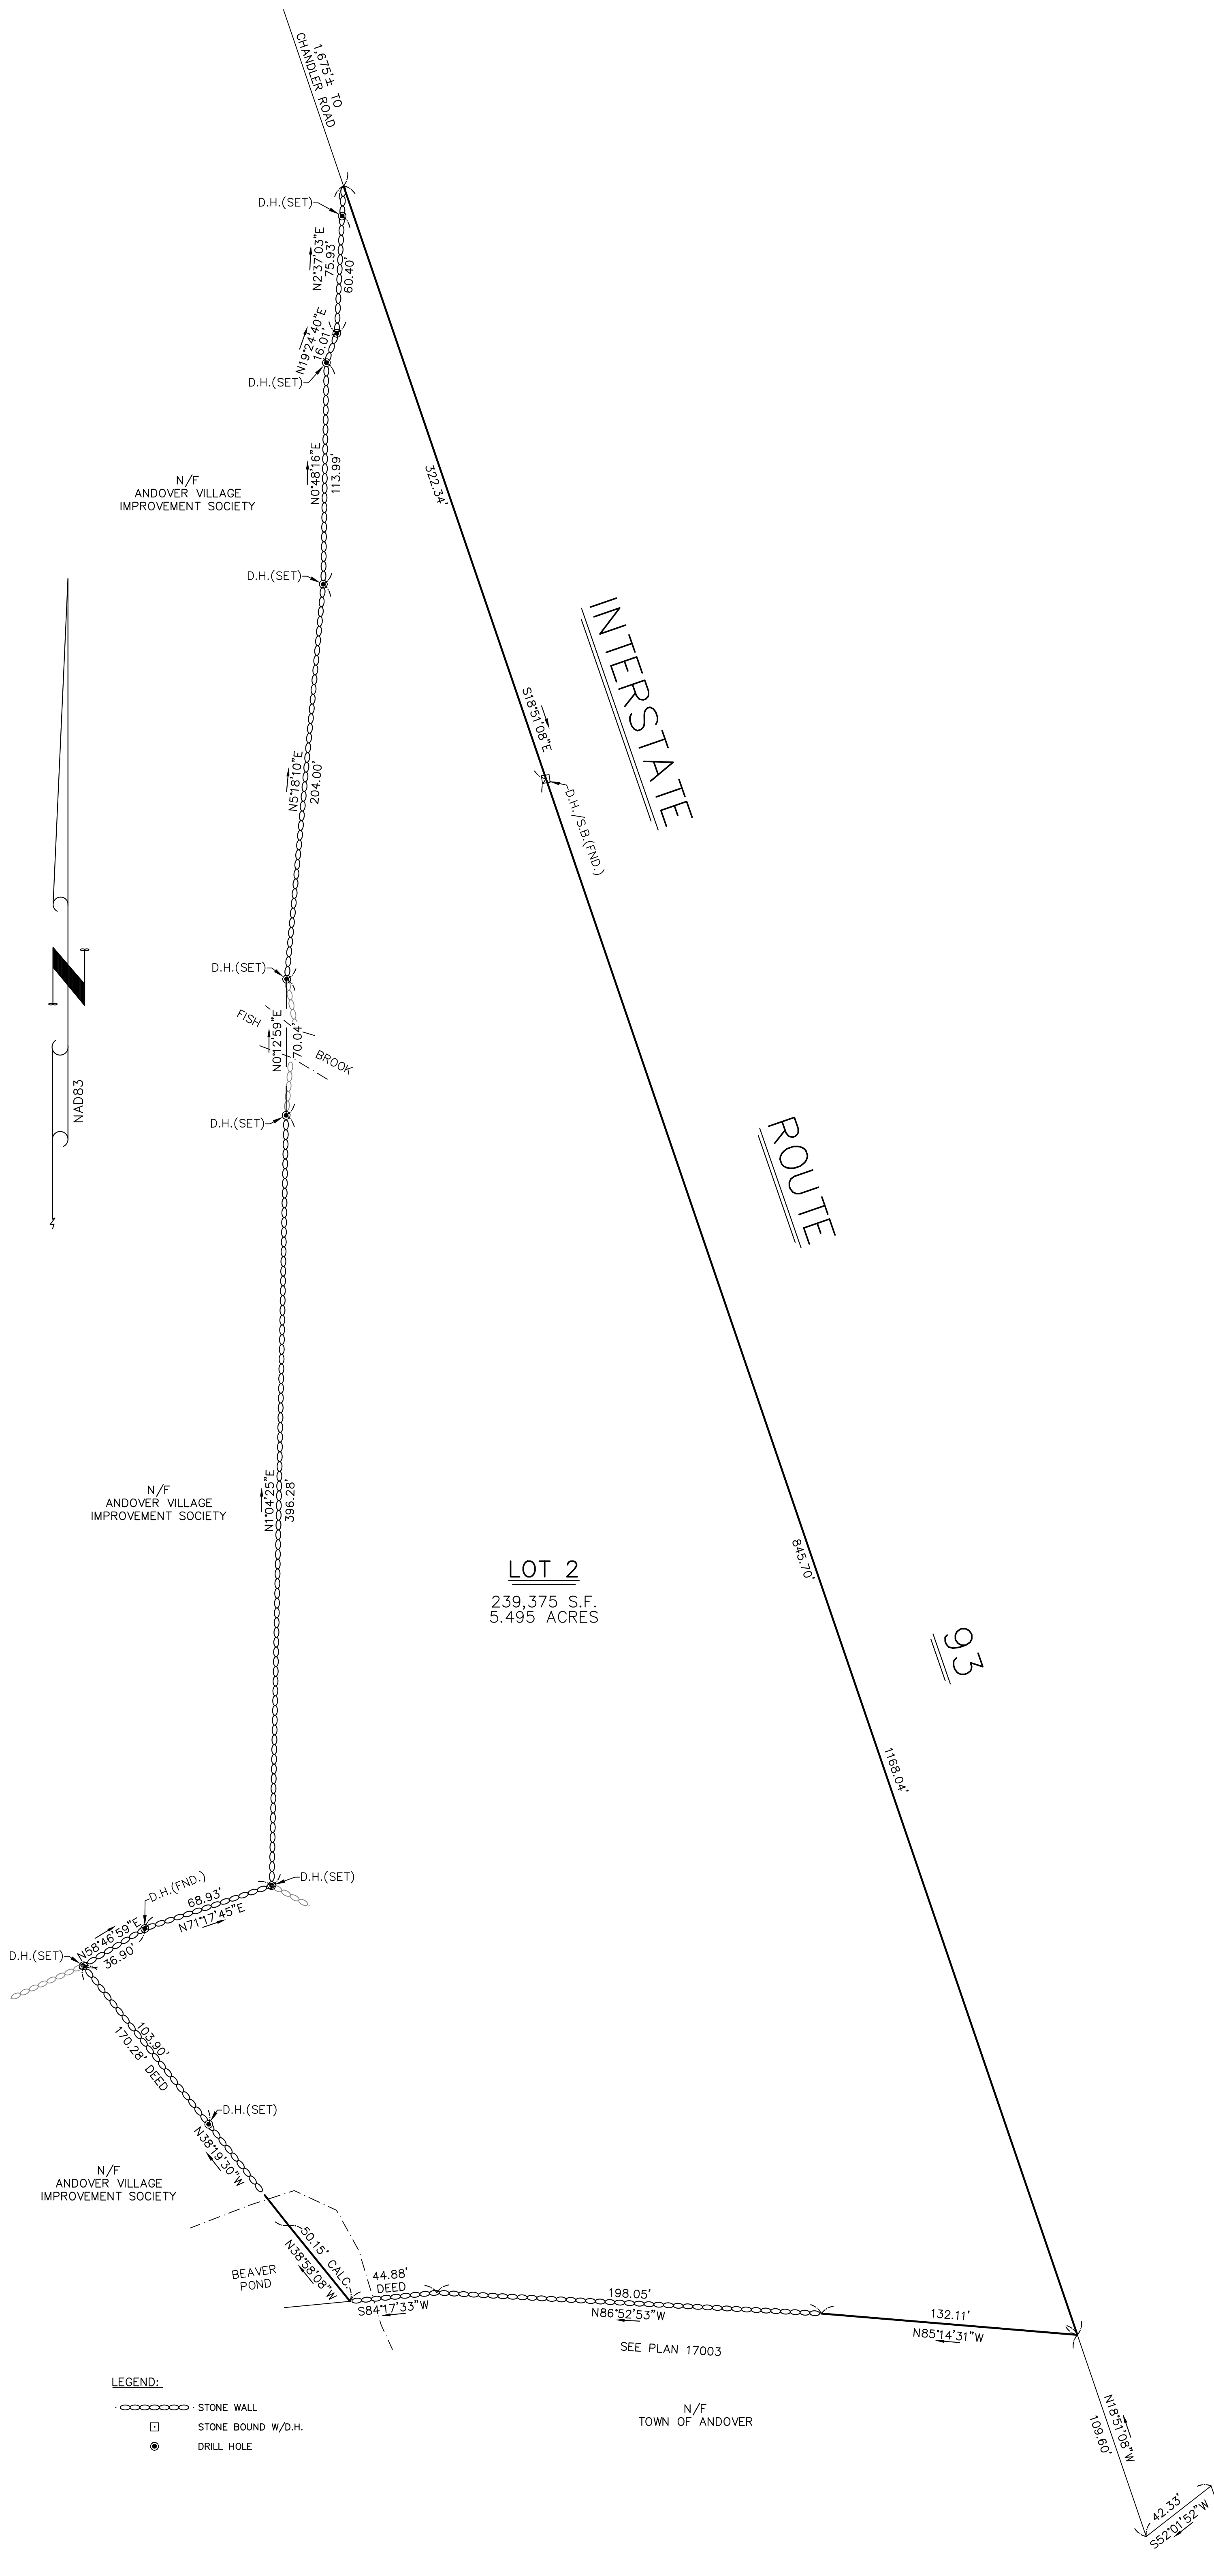 1,675'± TO
CHANDLER ROAD
D.H.(SET)
N2°37'03"E
75.93'
60.40'
N19°24'40"E
16.01'
D.H.(SET)
322.34'
N0°48'16"E
113.99'
N/F
ANDOVER VILLAGE
IMPROVEMENT SOCIETY
D.H.(SET)
INTERSTATE
S18°51'08"E
D.H./S.B.(FND.)
N5°18'10"E
204.00'
D.H.(SET)
FISH
BROOK
N0°12'59"E
70.04'
NAD83
D.H.(SET)
ROUTE
N/F
ANDOVER VILLAGE
IMPROVEMENT SOCIETY
N1°04'25"E
396.28'
845.70'
LOT 2
239,375 S.F.
5.495 ACRES
93
1168.04'
D.H.(FND.)
D.H.(SET)
68.93'
N71°17'45"E
N58°46'59"E
36.90'
D.H.(SET)
103.90'
170.28' DEED
D.H.(SET)
N38°19'30"W
N/F
ANDOVER VILLAGE
IMPROVEMENT SOCIETY
50.15' CALC.
N38°58'08"W
BEAVER
POND
44.88'
DEED
S84°17'33"W
198.05'
N86°52'53"W
132.11'
N85°14'31"W
SEE PLAN 17003
N/F
TOWN OF ANDOVER
N18°51'08"W
109.60'
42.33'
S52°01'52"W
LEGEND:
STONE WALL
STONE BOUND W/D.H.
DRILL HOLE